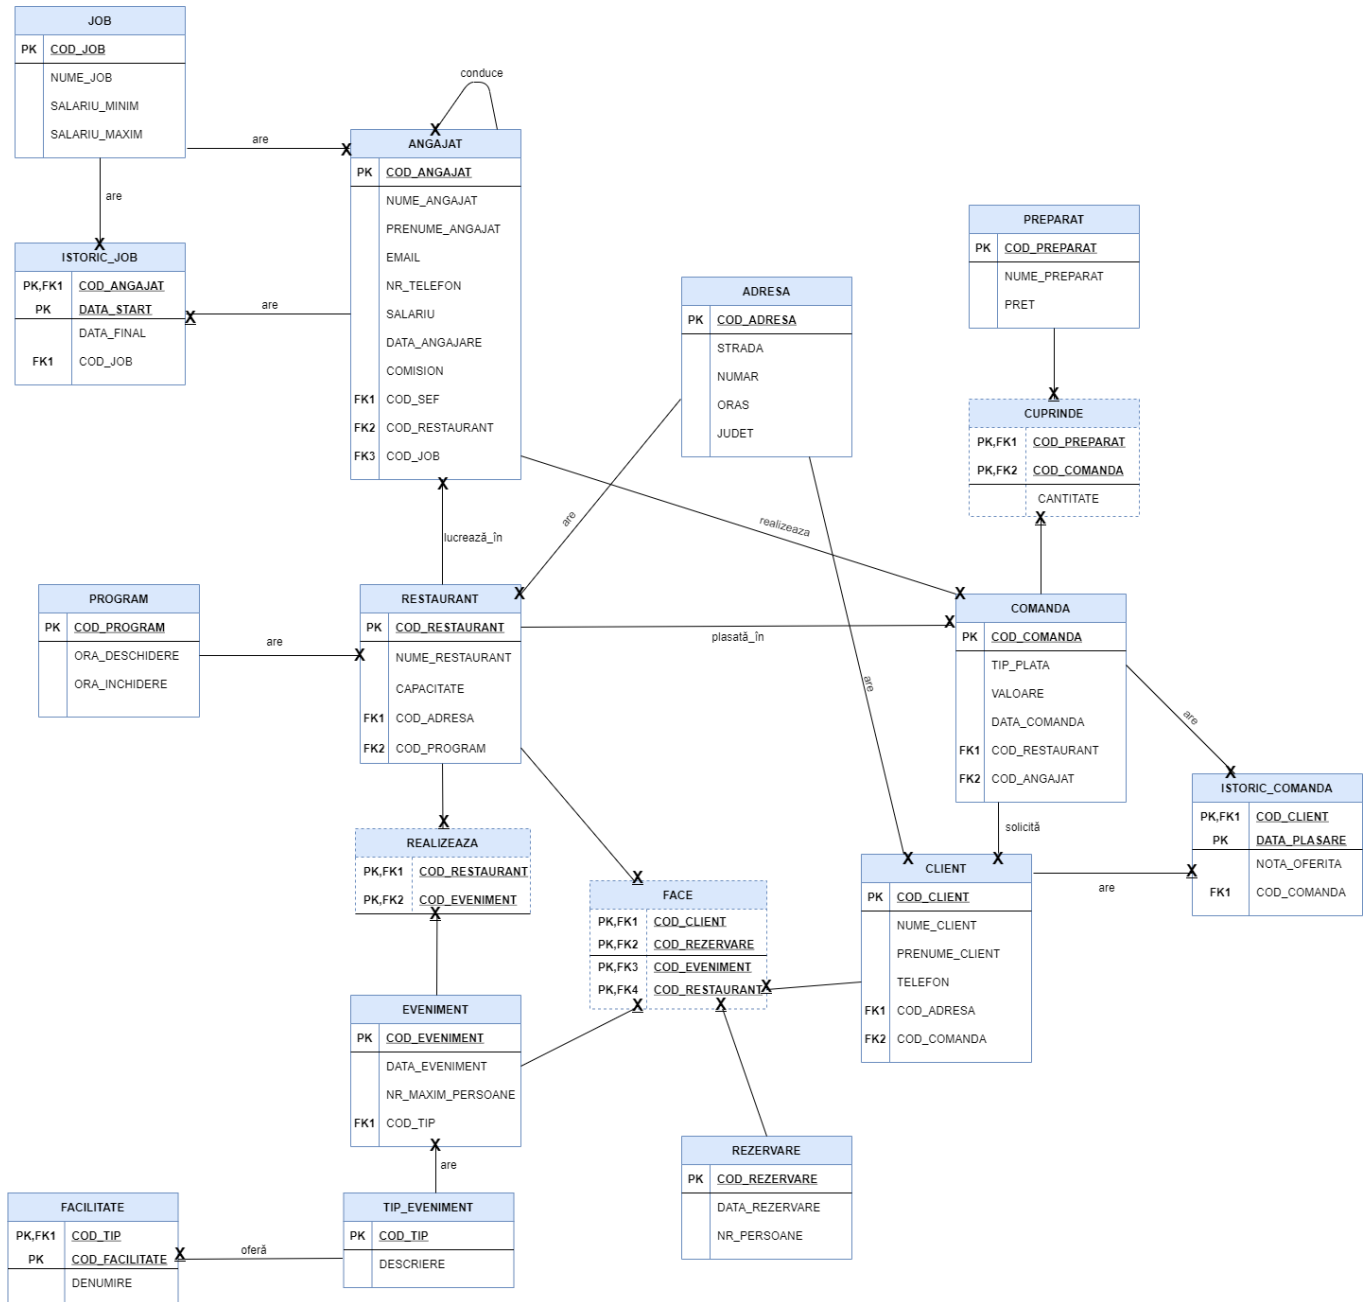 JOB
PK COD_JOB
NUME_JOB
SALARIU_MINIM
SALARIU_MAXIM
are
are
conduce
ANGAJAT
PK COD_ANGAJAT
NUME_ANGAJAT
PRENUME_ANGAJAT
EMAIL
NR_TELEFON
SALARIU
DATA_ANGAJARE
COMISION
FK1 COD_SEF
FK2 COD_RESTAURANT
FK3 COD_JOB
ISTORIC_JOB
PK,FK1 COD_ANGAJAT
PK DATA_START
DATA_FINAL
FK1 COD_JOB
are
ADRESA
PK COD_ADRESA
STRADA
NUMAR
ORAS
JUDET
PREPARAT
PK COD_PREPARAT
NUME_PREPARAT
PRET
CUPRINDE
PK,FK1 COD_PREPARAT
PK,FK2 COD_COMANDA
CANTITATE
lucrează_în
are
realizeaza
PROGRAM
PK COD_PROGRAM
ORA_DESCHIDERE
ORA_INCHIDERE
are
RESTAURANT
PK COD_RESTAURANT
NUME_RESTAURANT
CAPACITATE
FK1 COD_ADRESA
FK2 COD_PROGRAM
plasată_în
are
COMANDA
PK COD_COMANDA
TIP_PLATA
VALOARE
DATA_COMANDA
FK1 COD_RESTAURANT
FK2 COD_ANGAJAT
are
solicită
ISTORIC_COMANDA
PK,FK1 COD_CLIENT
PK DATA_PLASARE
NOTA_OFERITA
FK1 COD_COMANDA
REALIZEAZA
PK,FK1 COD_RESTAURANT
PK,FK2 COD_EVENIMENT
FACE
PK,FK1 COD_CLIENT
PK,FK2 COD_REZERVARE
PK,FK3 COD_EVENIMENT
PK,FK4 COD_RESTAURANT
CLIENT
PK COD_CLIENT
NUME_CLIENT
PRENUME_CLIENT
TELEFON
FK1 COD_ADRESA
FK2 COD_COMANDA
are
EVENIMENT
PK COD_EVENIMENT
DATA_EVENIMENT
NR_MAXIM_PERSOANE
FK1 COD_TIP
are
REZERVARE
PK COD_REZERVARE
DATA_REZERVARE
NR_PERSOANE
FACILITATE
PK,FK1 COD_TIP
PK COD_FACILITATE
DENUMIRE
oferă
TIP_EVENIMENT
PK COD_TIP
DESCRIERE